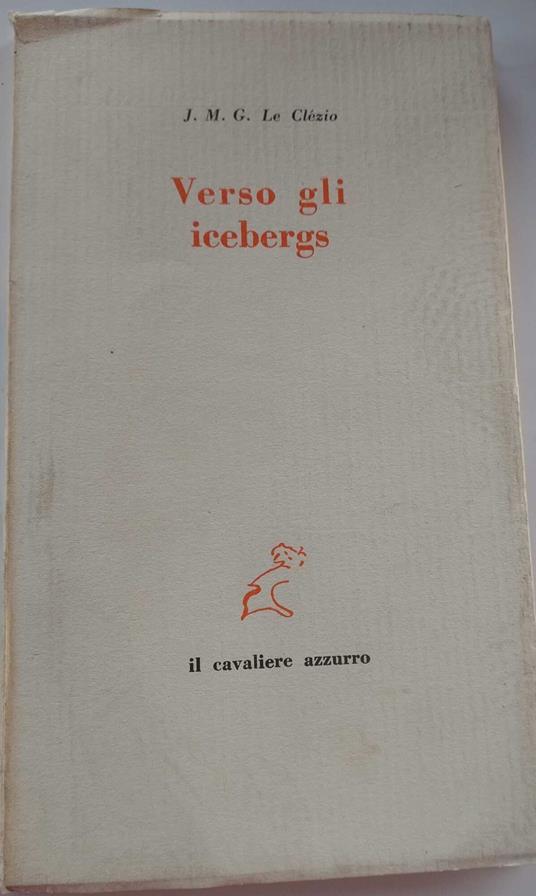 J. M. G. Le Clézio
Verso gli
icebergs
il cavaliere azzurro